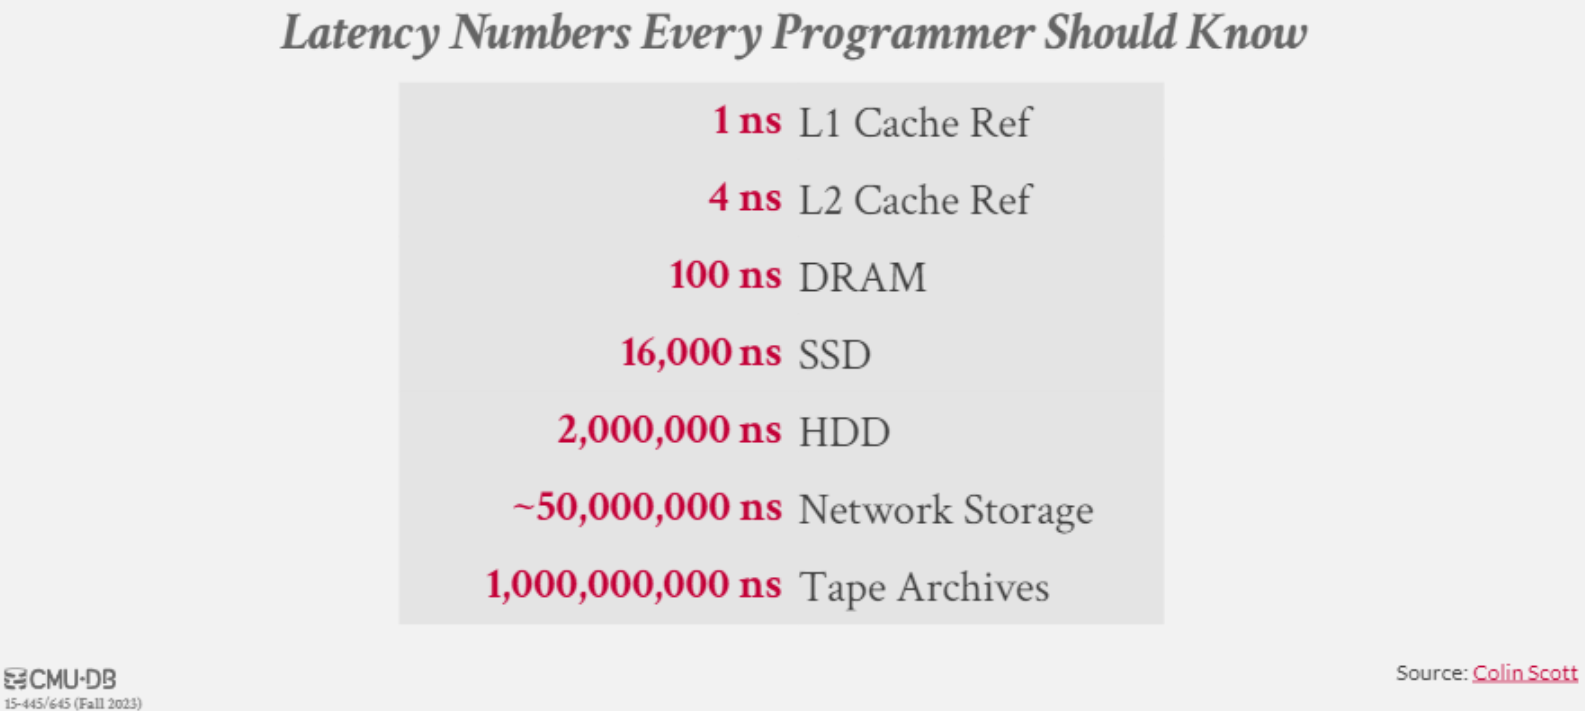 Latency Numbers Every Programmer Should Know
1 ns L1 Cache Ref
4 ns L2 Cache Ref
100 ns DRAM
16,000 ns SSD
2,000,000 ns HDD
~50,000,000 ns Network Storage
1,000,000,000 ns Tape Archives
CMU·DB
15-445/645 (Fall 2023)
Source: Colin Scott